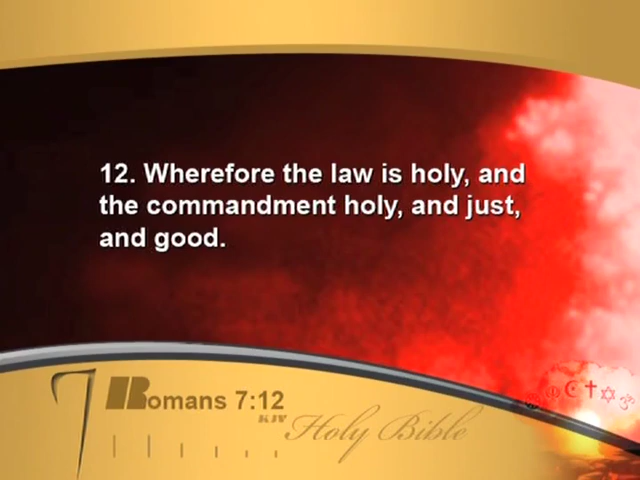 12. Wherefore the law is holy, and
the commandment holy, and just,
and good.
Romans 7:12
KJV
Holy Bible